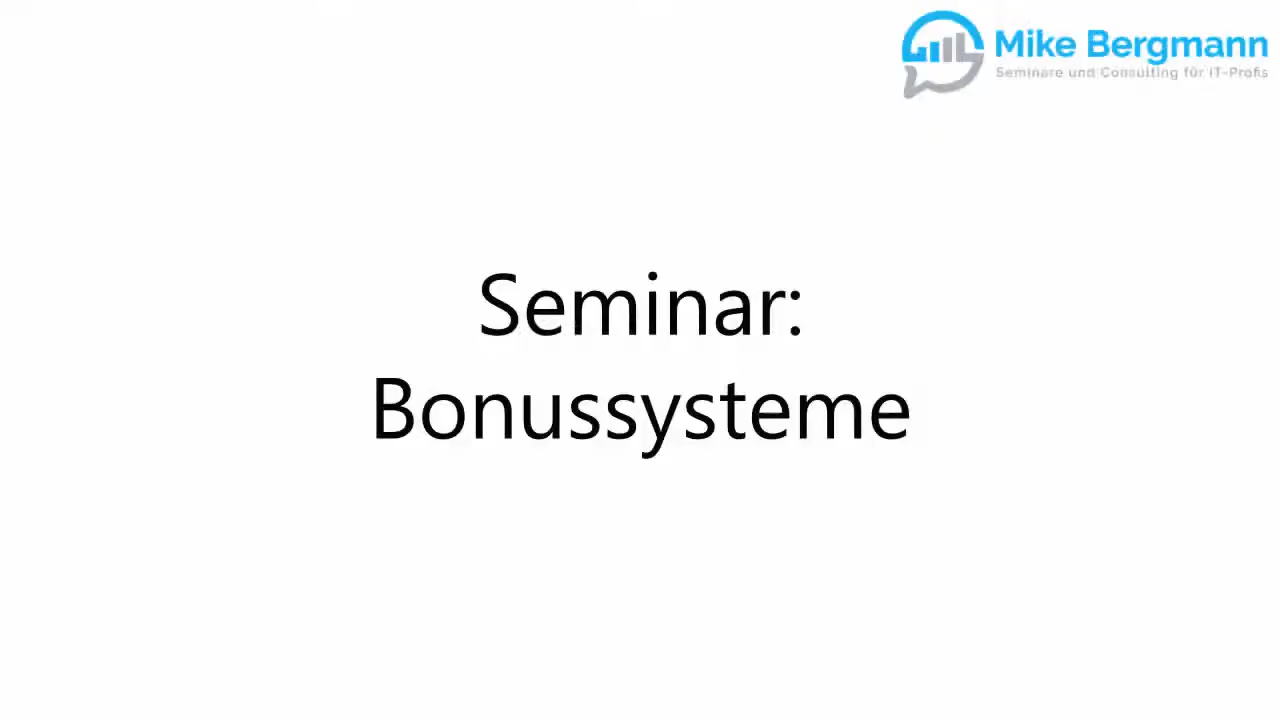 Mike Bergmann
Seminare und Consulting für IT-Profis
Seminar:
Bonussysteme